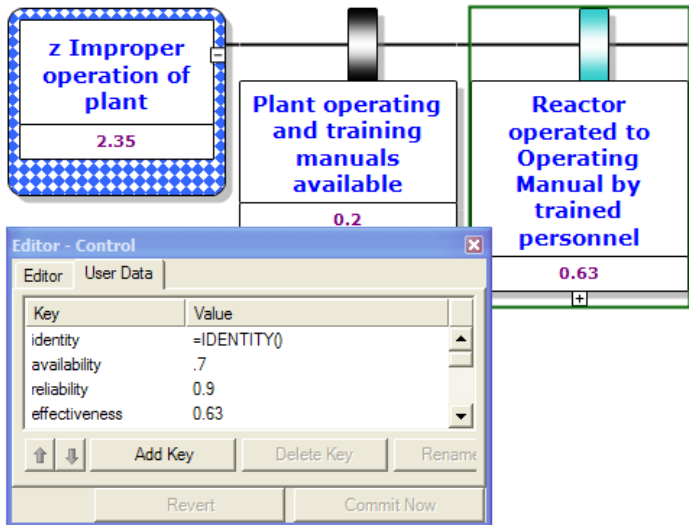 z Improper
operation of
plant
2.35
Plant operating
and training
manuals
available
0.2
Reactor
operated to
Operating
Manual by
trained
personnel
0.63
Editor - Control
Editor User Data
Key Value
identity =IDENTITY()
availability .7
reliability 0.9
effectiveness 0.63
Add Key Delete Key Rename
Revert Commit Now